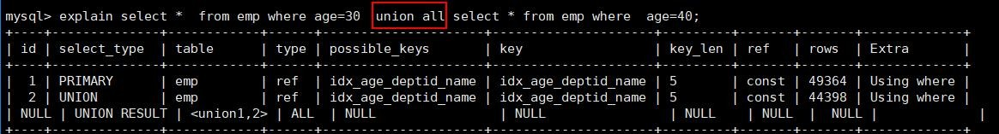 mysql> explain select *  from emp where age=30  union all select * from emp where  age=40;
+----+--------------+------------+------+-------------------+-------------------+---------+-------+-------+-------------+
| id | select_type  | table      | type | possible_keys     | key               | key_len | ref   | rows  | Extra       |
+----+--------------+------------+------+-------------------+-------------------+---------+-------+-------+-------------+
|  1 | PRIMARY      | emp        | ref  | idx_age_deptid_name | idx_age_deptid_name | 5       | const | 49364 | Using where |
|  2 | UNION        | emp        | ref  | idx_age_deptid_name | idx_age_deptid_name | 5       | const | 44398 | Using where |
| NULL | UNION RESULT | <union1,2> | ALL  | NULL              | NULL              | NULL    | NULL  |  NULL |             |
+----+--------------+------------+------+-------------------+-------------------+---------+-------+-------+-------------+